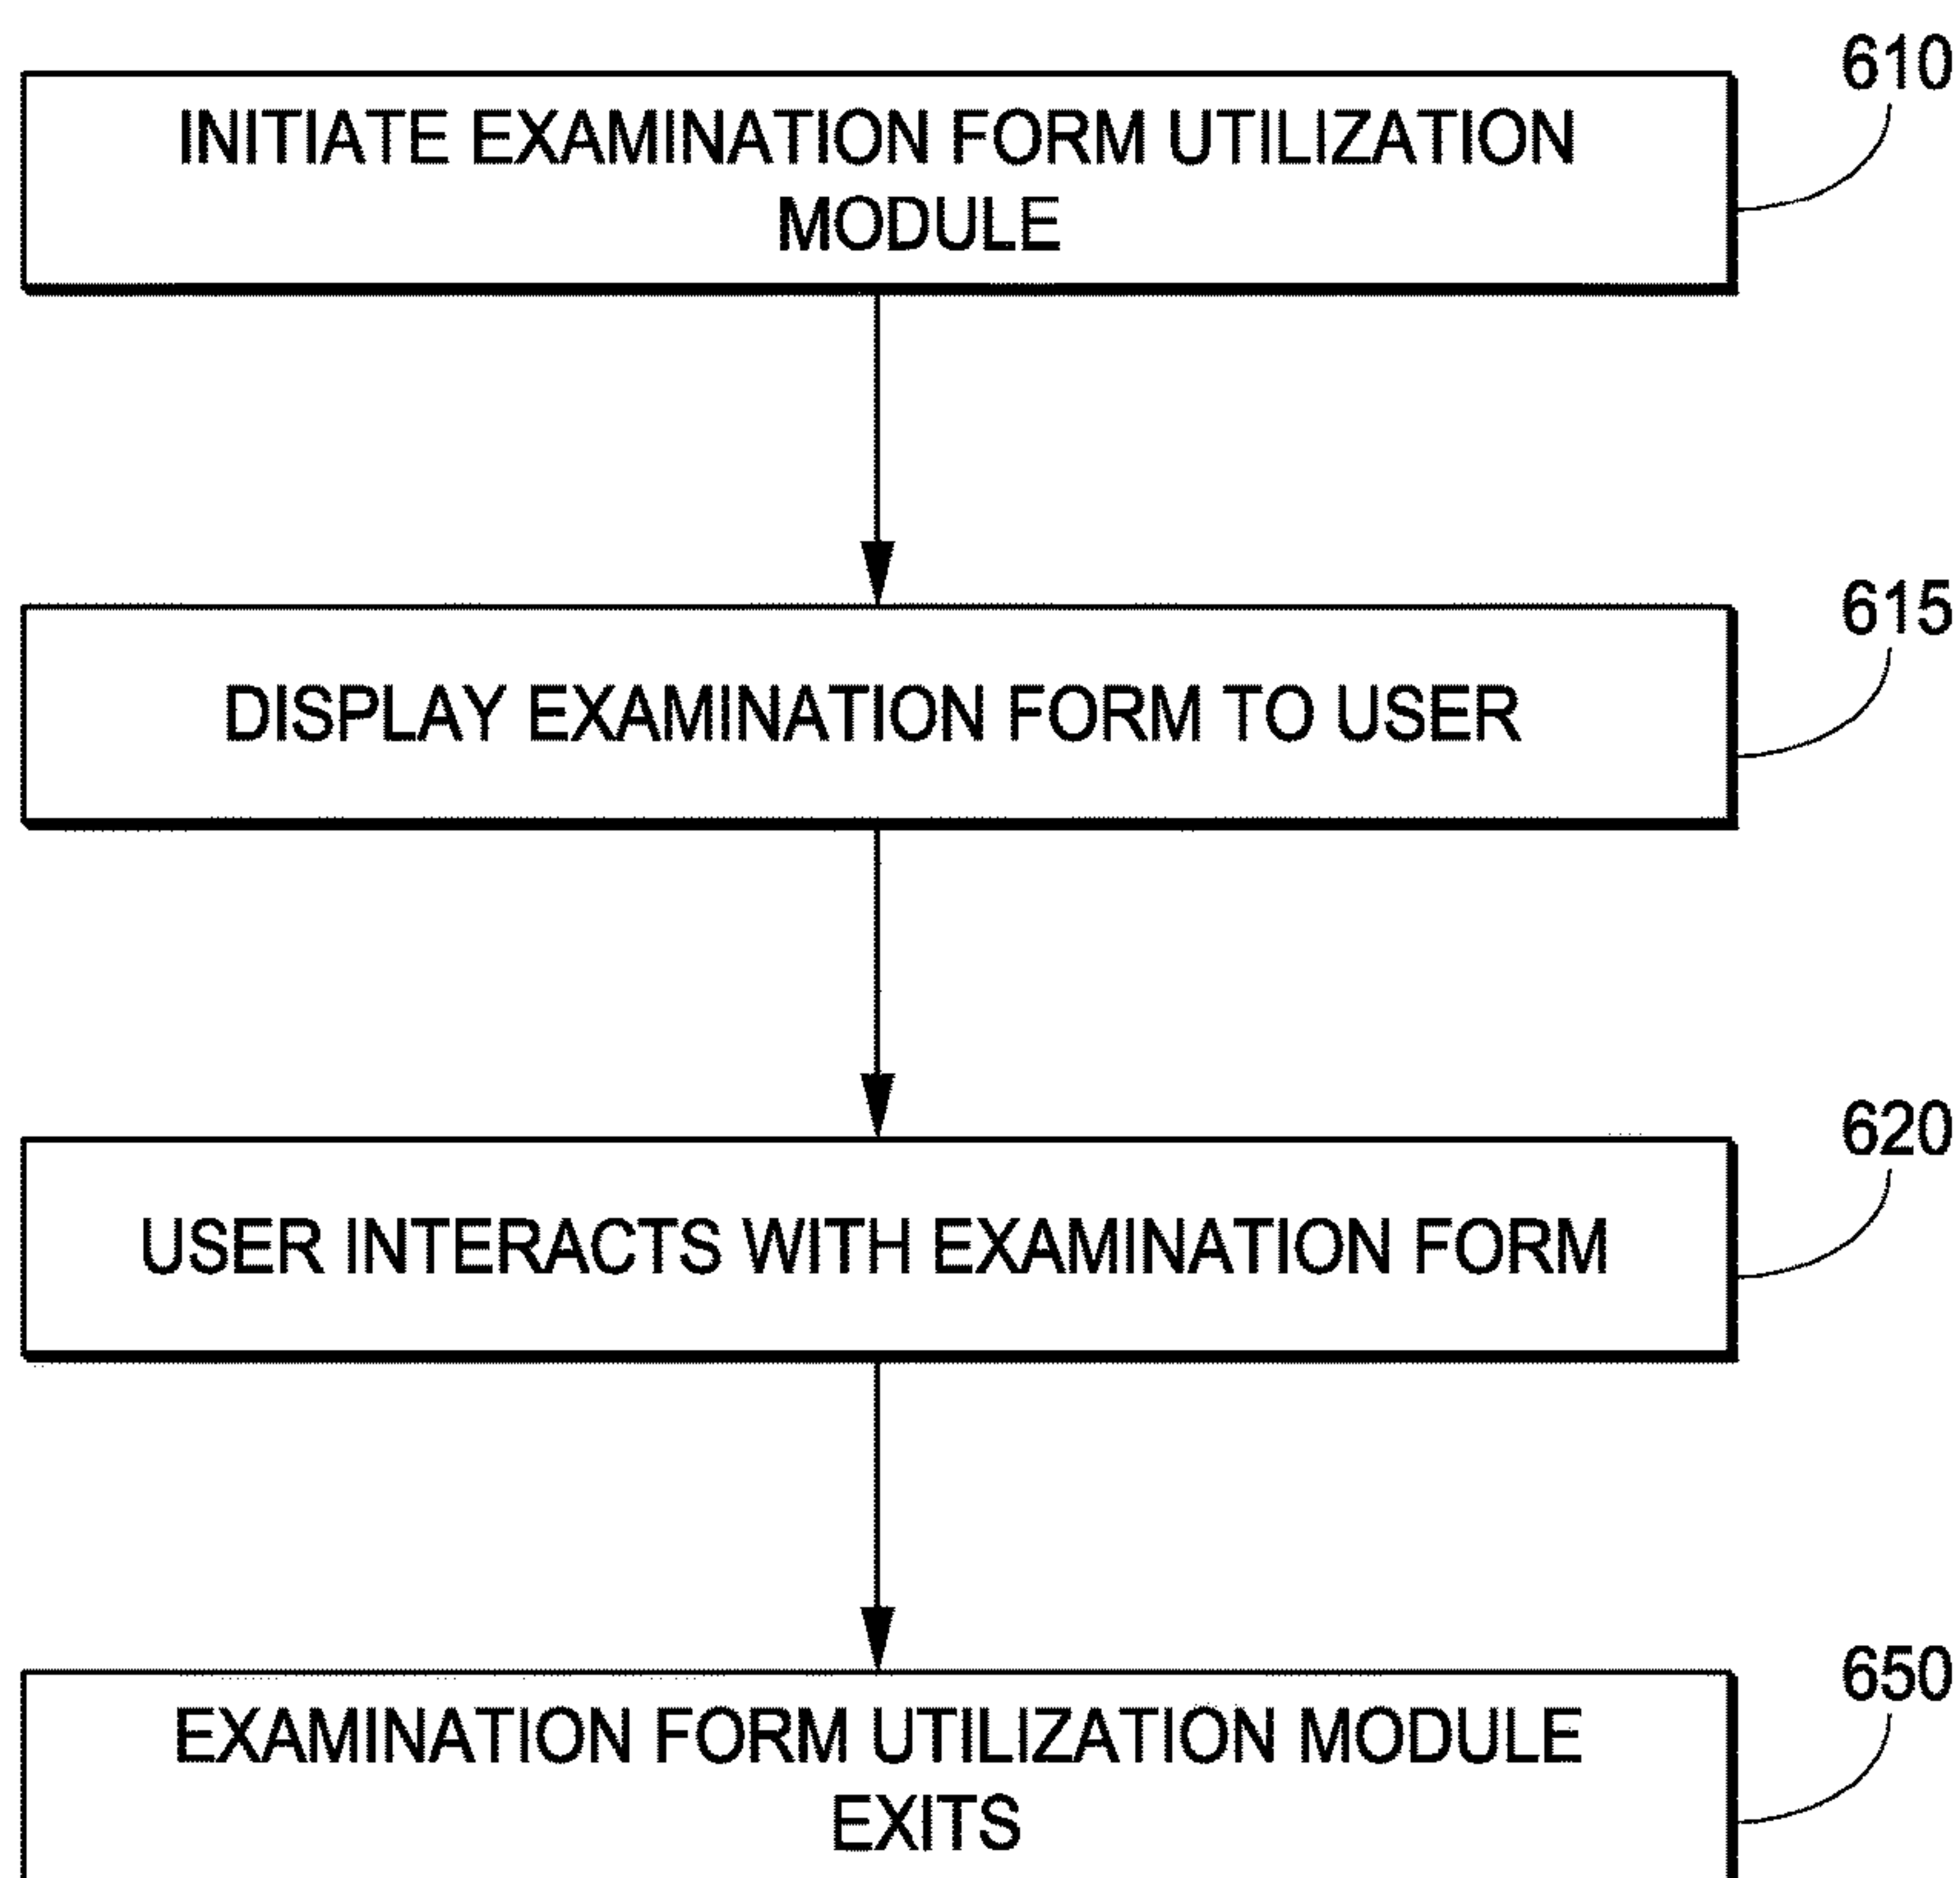 610
INITIATE EXAMINATION FORM UTILIZATION
MODULE
615
DISPLAY EXAMINATION FORM TO USER
620
USER INTERACTS WITH EXAMINATION FORM
650
EXAMINATION FORM UTILIZATION MODULE
EXITS